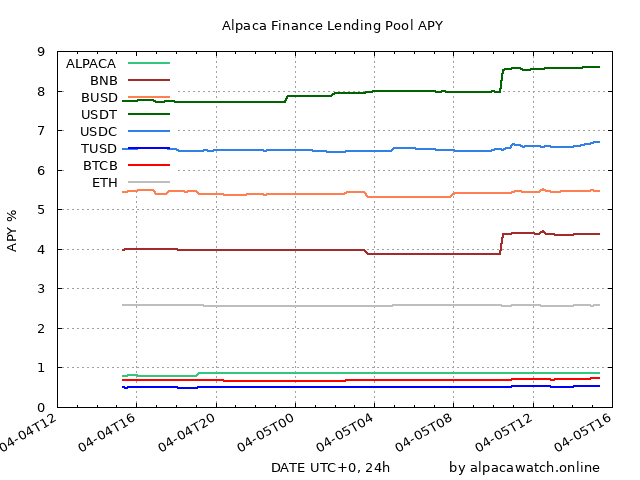 Alpaca Finance Lending Pool APY
9
8
7
6
5
4
3
2
1
0
APY %
ALPACA
BNB
BUSD
USDT
USDC
TUSD
BTCB
ETH
04-04T12
04-04T16
04-04T20
04-05T00
04-05T04
04-05T08
04-05T12
04-05T16
DATE UTC+0, 24h
by alpacawatch.online